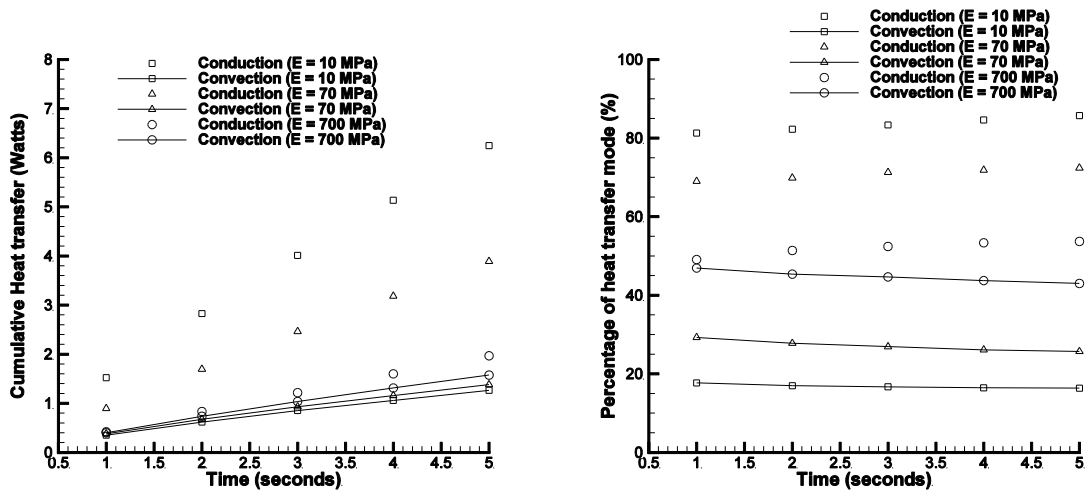 Conduction (E = 10 MPa)
Convection (E = 10 MPa)
Conduction (E = 70 MPa)
Convection (E = 70 MPa)
Conduction (E = 700 MPa)
Convection (E = 700 MPa)
Cumulative Heat transfer (Watts)
8
7
6
5
4
3
2
1
0
0.5 1. 1.5 2. 2.5 3. 3.5 4. 4.5 5.
Time (seconds)
Conduction (E = 10 MPa)
Convection (E = 10 MPa)
Conduction (E = 70 MPa)
Convection (E = 70 MPa)
Conduction (E = 700 MPa)
Convection (E = 700 MPa)
Percentage of heat transfer mode (%)
100
80
60
40
20
0
0.5 1. 1.5 2. 2.5 3. 3.5 4. 4.5 5.
Time (seconds)